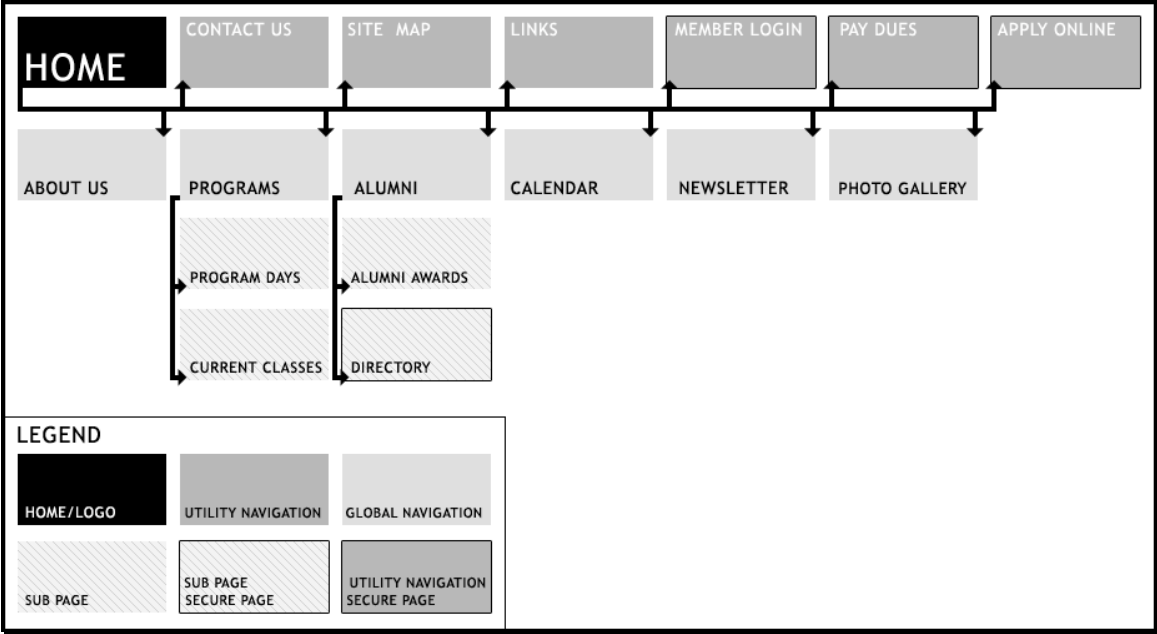 HOME
CONTACT US
SITE MAP
LINKS
MEMBER LOGIN
PAY DUES
APPLY ONLINE
ABOUT US
PROGRAMS
ALUMNI
CALENDAR
NEWSLETTER
PHOTO GALLERY
PROGRAM DAYS
ALUMNI AWARDS
CURRENT CLASSES
DIRECTORY
LEGEND
HOME/LOGO
UTILITY NAVIGATION
GLOBAL NAVIGATION
SUB PAGE
SUB PAGE
SECURE PAGE
UTILITY NAVIGATION
SECURE PAGE